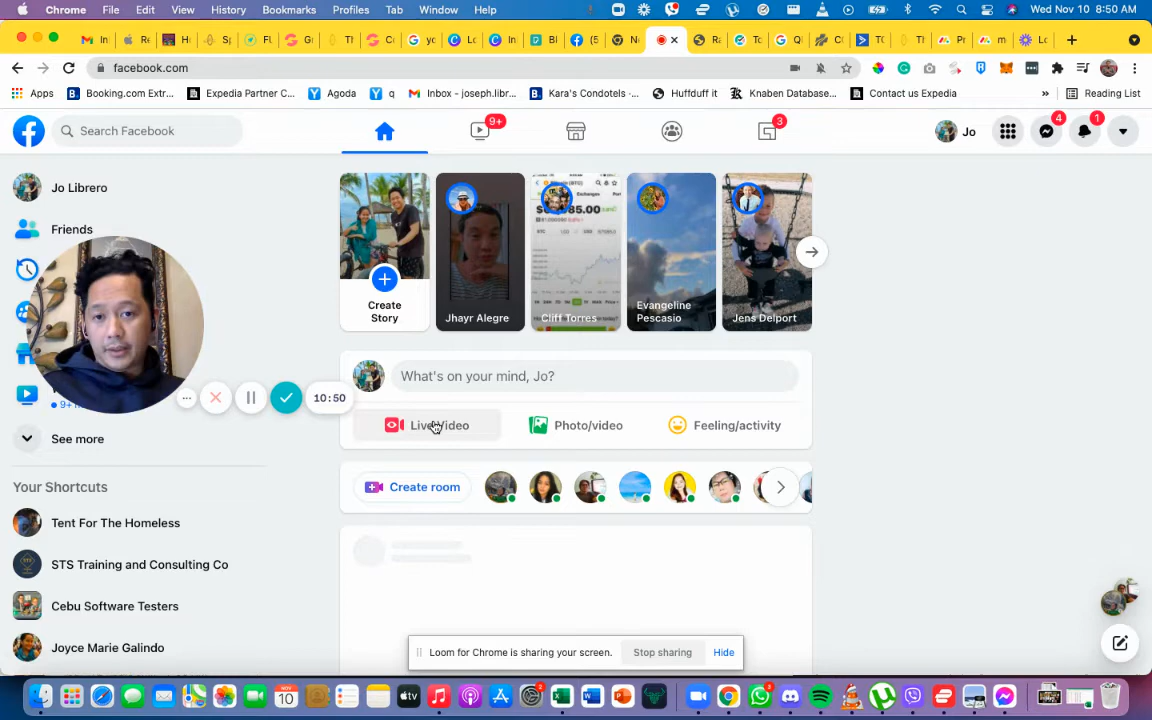 Chrome File Edit View History Bookmarks Profiles Tab Window Help Wed Nov 10 8:50 AM
facebook.com
Apps Booking.com Extr... Expedia Partner C... Agoda q Inbox - joseph.libr... Kara's Condotels -... Huffduff it Knaben Database... Contact us Expedia » Reading List
Search Facebook 9+ 3 Jo 4 1
Jo Librero
Friends
Create Story
Jhayr Alegre
Cliff Torres
Evangeline Pescasio
Jens Delport
What's on your mind, Jo?
10:50
9+
Live video Photo/video Feeling/activity
See more
Create room
Your Shortcuts
Tent For The Homeless
STS Training and Consulting Co
Cebu Software Testers
Joyce Marie Galindo
Loom for Chrome is sharing your screen. Stop sharing Hide